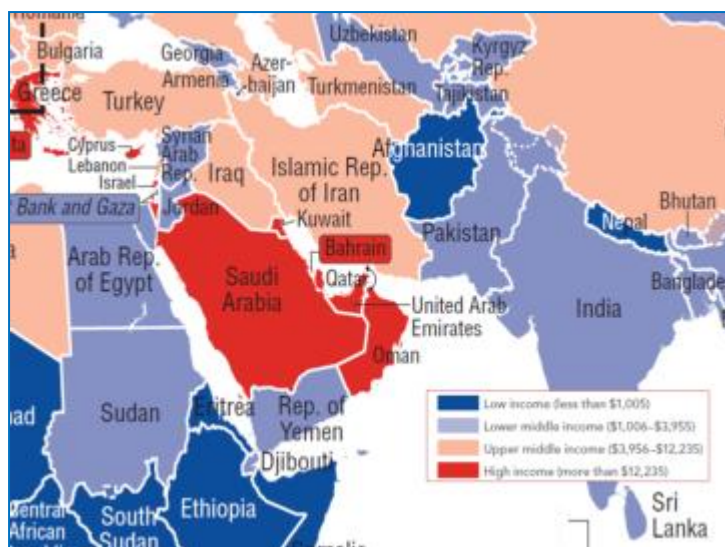 Romania
Bulgaria
Greece
Turkey
Georgia
Armenia
Azer-
baijan
Uzbekistan
Turkmenistan
Kyrgyz
Rep.
Tajikistan
Cyprus
Lebanon
Israel
Syrian
Arab
Rep.
Iraq
Islamic Rep.
of Iran
Afghanistan
Bank and Gaza
Jordan
Kuwait
Pakistan
Nepal
Bhutan
Arab Rep.
of Egypt
Saudi
Arabia
Bahrain
Qatar
United Arab
Emirates
India
Banglade
Oman
Sudan
Eritrea
Rep. of
Yemen
Djibouti
Ethiopia
Low income (less than $1,005)
Lower middle income ($1,006–$3,955)
Upper middle income ($3,956–$12,235)
High income (more than $12,235)
ad
Central
African
South
Sudan
Sri
Lanka